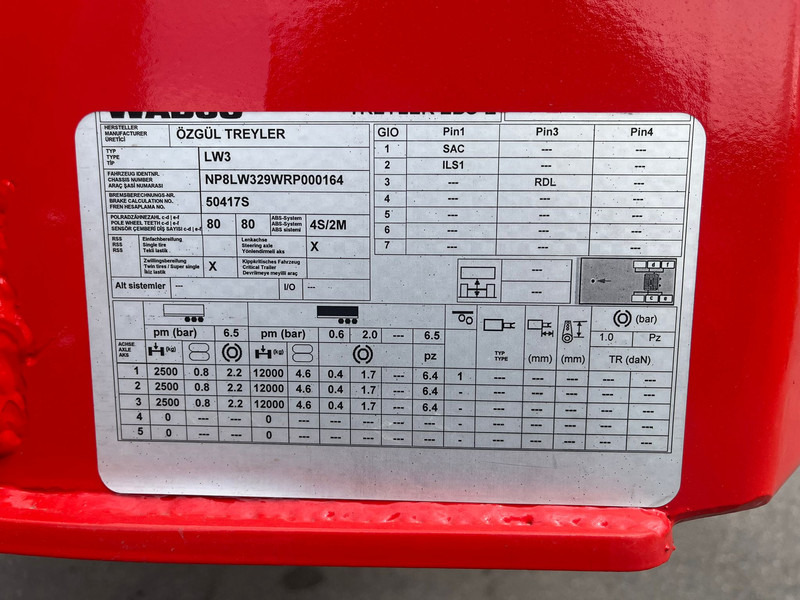 WABCO TREYLER EBS-E
HERSTELLER
MANUFACTURER
ÜRETİCİ
ÖZGÜL TREYLER
TYP
TYPE
TİP
LW3
FAHRZEUG IDENTNR.
CHASSIS NUMBER
ARAÇ ŞASİ NUMARASI
NP8LW329WRP000164
BREMSBERECHNUNGS-NR.
BRAKE CALCULATION NO.
FREN HESAPLAMA NO.
50417S
POLRADZÄHNEZAHL c-d | e-f
POLE WHEEL TEETH c-d | e-f
SENSÖR ÇEMBERİ DİŞ SAYISI c-d | e-f
80 80
ABS-System
ABS-System
ABS sistemi
4S/2M
RSS Einfachbereifung
RSS Single tire
RSS Tekli lastik
Lenkachse
Steering axle
Yönlendirmeli aks
X
Zwillingsbereifung
Twin tires / Super single
İkiz lastik
X
Kippkritisches Fahrzeug
Critical Trailer
Devrilmeye meyilli araç
Alt sistemler --- I/O ---
GIO Pin1 Pin3 Pin4
1 SAC --- ---
2 ILS1 --- ---
3 --- RDL ---
4 --- --- ---
5 --- --- ---
6 --- --- ---
7 --- --- ---
---
---
d f
c e
ACHSE
AXLE
AKS
pm (bar) 6.5 pm (bar) 0.6 2.0 --- 6.5
(kg) (kg) pz
TYP
TYPE
(mm) (mm)
(bar)
1.0 Pz
TR (daN)
1 2500 0.8 2.2 12000 4.6 0.4 1.7 --- 6.4 1 --- --- --- --- ---
2 2500 0.8 2.2 12000 4.6 0.4 1.7 --- 6.4 - --- --- --- --- ---
3 2500 0.8 2.2 12000 4.6 0.4 1.7 --- 6.4 - --- --- --- --- ---
4 0 --- --- 0 --- --- --- --- --- - --- --- --- --- ---
5 0 --- --- 0 --- --- --- --- --- - --- --- --- --- ---